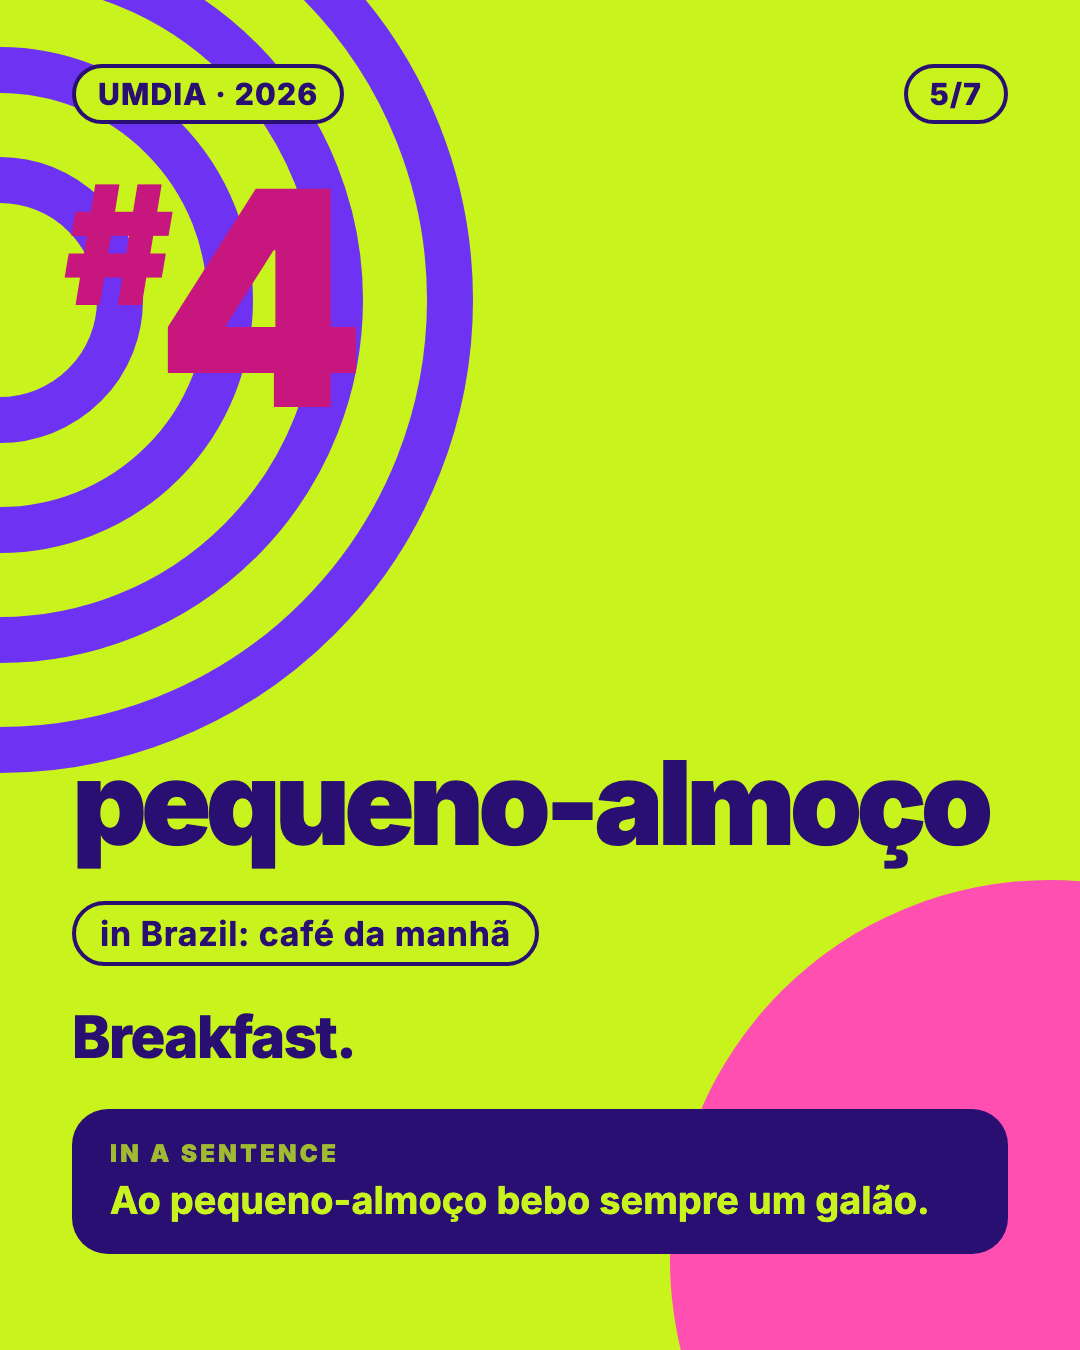 UMDIA · 2026
5/7
#4
pequeno-almoço
in Brazil: café da manhã
Breakfast.
IN A SENTENCE
Ao pequeno-almoço bebo sempre um galão.